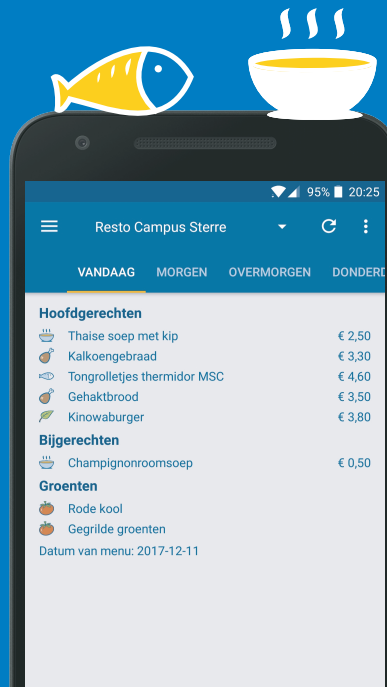 95% 20:25
Resto Campus Sterre
VANDAAG MORGEN OVERMORGEN DONDERD
Hoofdgerechten
Thaise soep met kip € 2,50
Kalkoengebraad € 3,30
Tongrolletjes thermidor MSC € 4,60
Gehaktbrood € 3,50
Kinowaburger € 3,80
Bijgerechten
Champignonroomsoep € 0,50
Groenten
Rode kool
Gegrilde groenten
Datum van menu: 2017-12-11